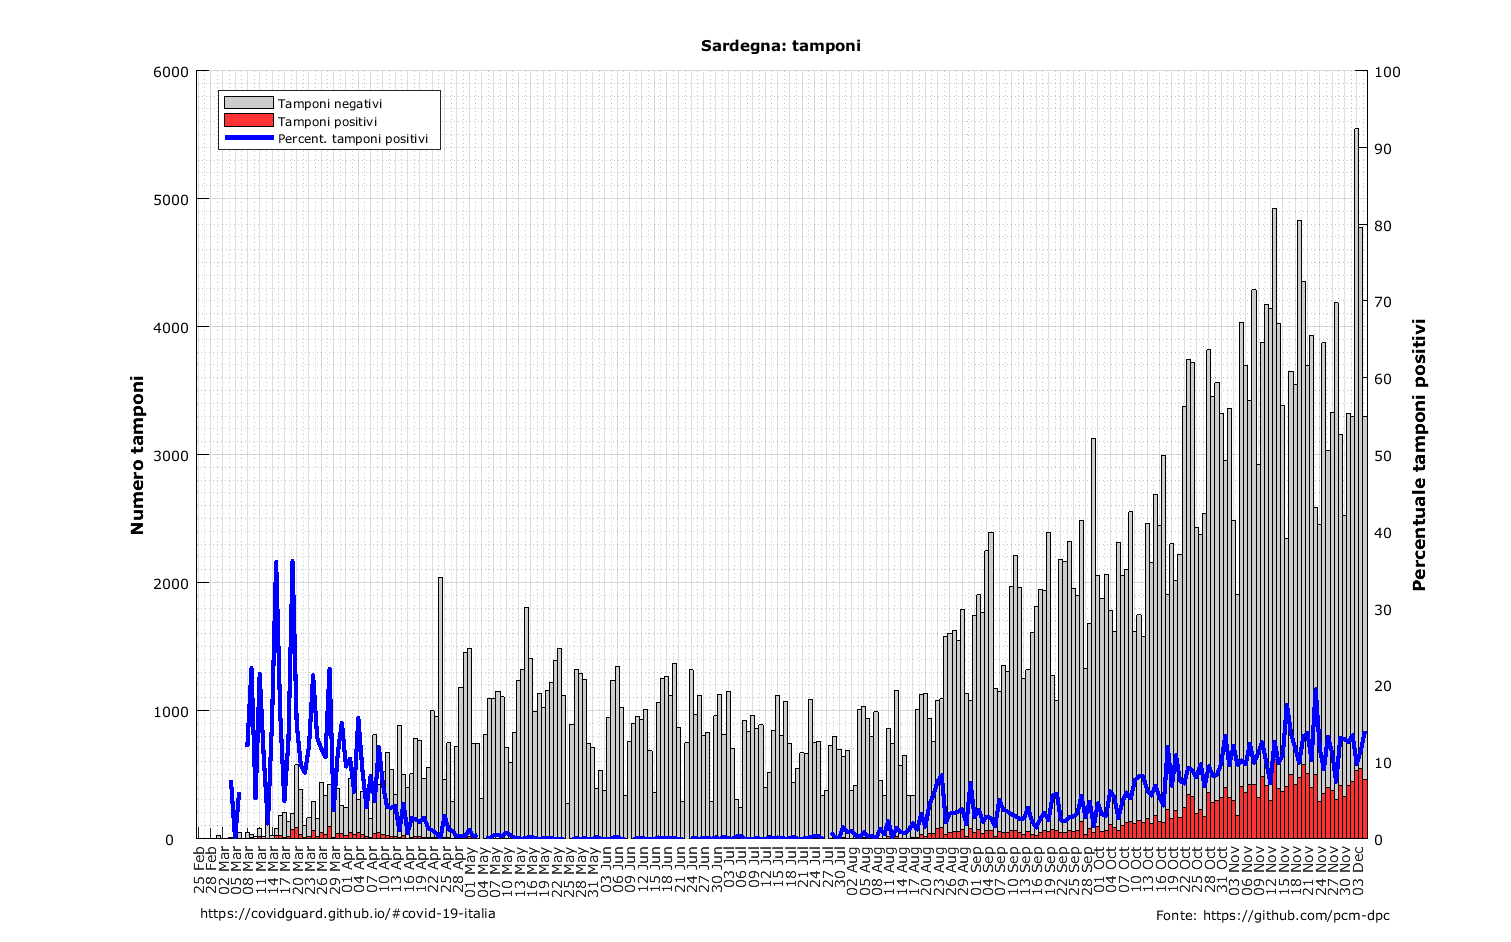 Sardegna: tamponi
6000
5000
4000
3000
2000
1000
0
100
90
80
70
60
50
40
30
20
10
0
Tamponi negativi
Tamponi positivi
Percent. tamponi positivi
Numero tamponi
Percentuale tamponi positivi
25 Feb
28 Feb
02 Mar
05 Mar
08 Mar
11 Mar
14 Mar
17 Mar
20 Mar
23 Mar
26 Mar
29 Mar
01 Apr
04 Apr
07 Apr
10 Apr
13 Apr
16 Apr
19 Apr
22 Apr
25 Apr
28 Apr
01 May
04 May
07 May
10 May
13 May
16 May
19 May
22 May
25 May
28 May
31 May
03 Jun
06 Jun
09 Jun
12 Jun
15 Jun
18 Jun
21 Jun
24 Jun
27 Jun
30 Jun
03 Jul
06 Jul
09 Jul
12 Jul
15 Jul
18 Jul
21 Jul
24 Jul
27 Jul
30 Jul
02 Aug
05 Aug
08 Aug
11 Aug
14 Aug
17 Aug
20 Aug
23 Aug
26 Aug
29 Aug
01 Sep
04 Sep
07 Sep
10 Sep
13 Sep
16 Sep
19 Sep
22 Sep
25 Sep
28 Sep
01 Oct
04 Oct
07 Oct
10 Oct
13 Oct
16 Oct
19 Oct
22 Oct
25 Oct
28 Oct
31 Oct
03 Nov
06 Nov
09 Nov
12 Nov
15 Nov
18 Nov
21 Nov
24 Nov
27 Nov
30 Nov
03 Dec
https://covidguard.github.io/#covid-19-italia
Fonte: https://github.com/pcm-dpc